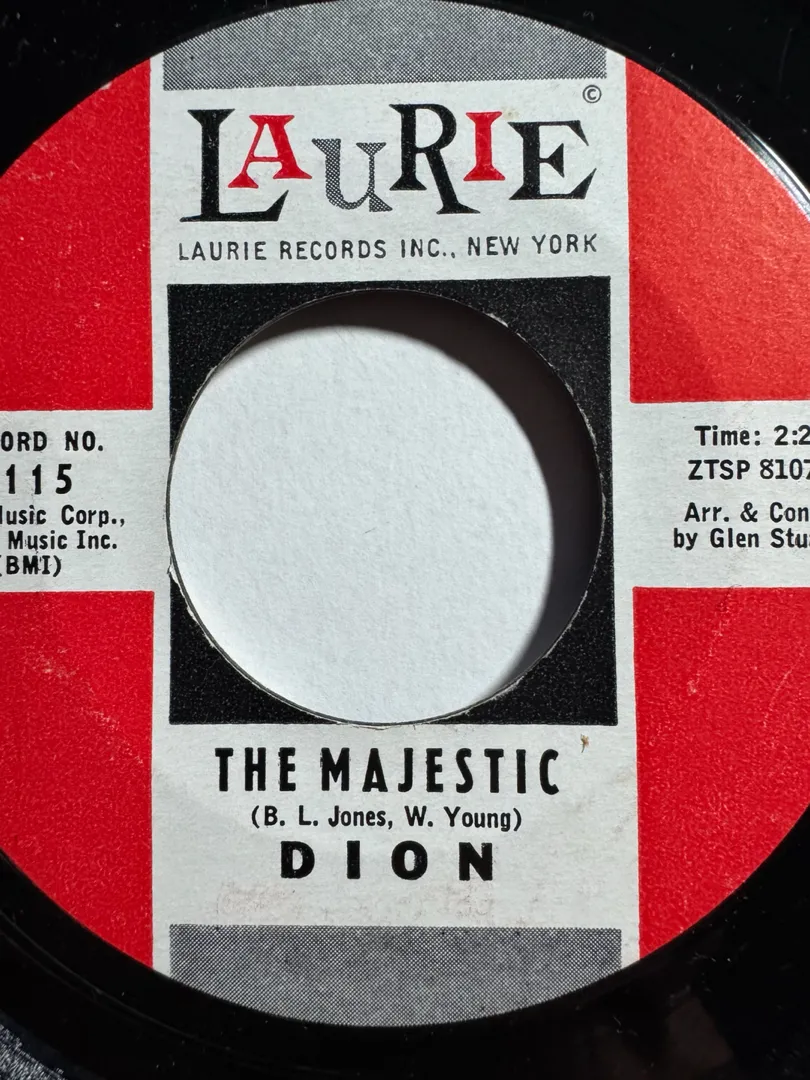 ©
LAURIE
LAURIE RECORDS INC., NEW YORK
ORD NO.
115
Music Corp.,
Music Inc.
(BMI)
Time: 2:2
ZTSP 8107
Arr. & Con
by Glen Stu
THE MAJESTIC
(B. L. Jones, W. Young)
DION